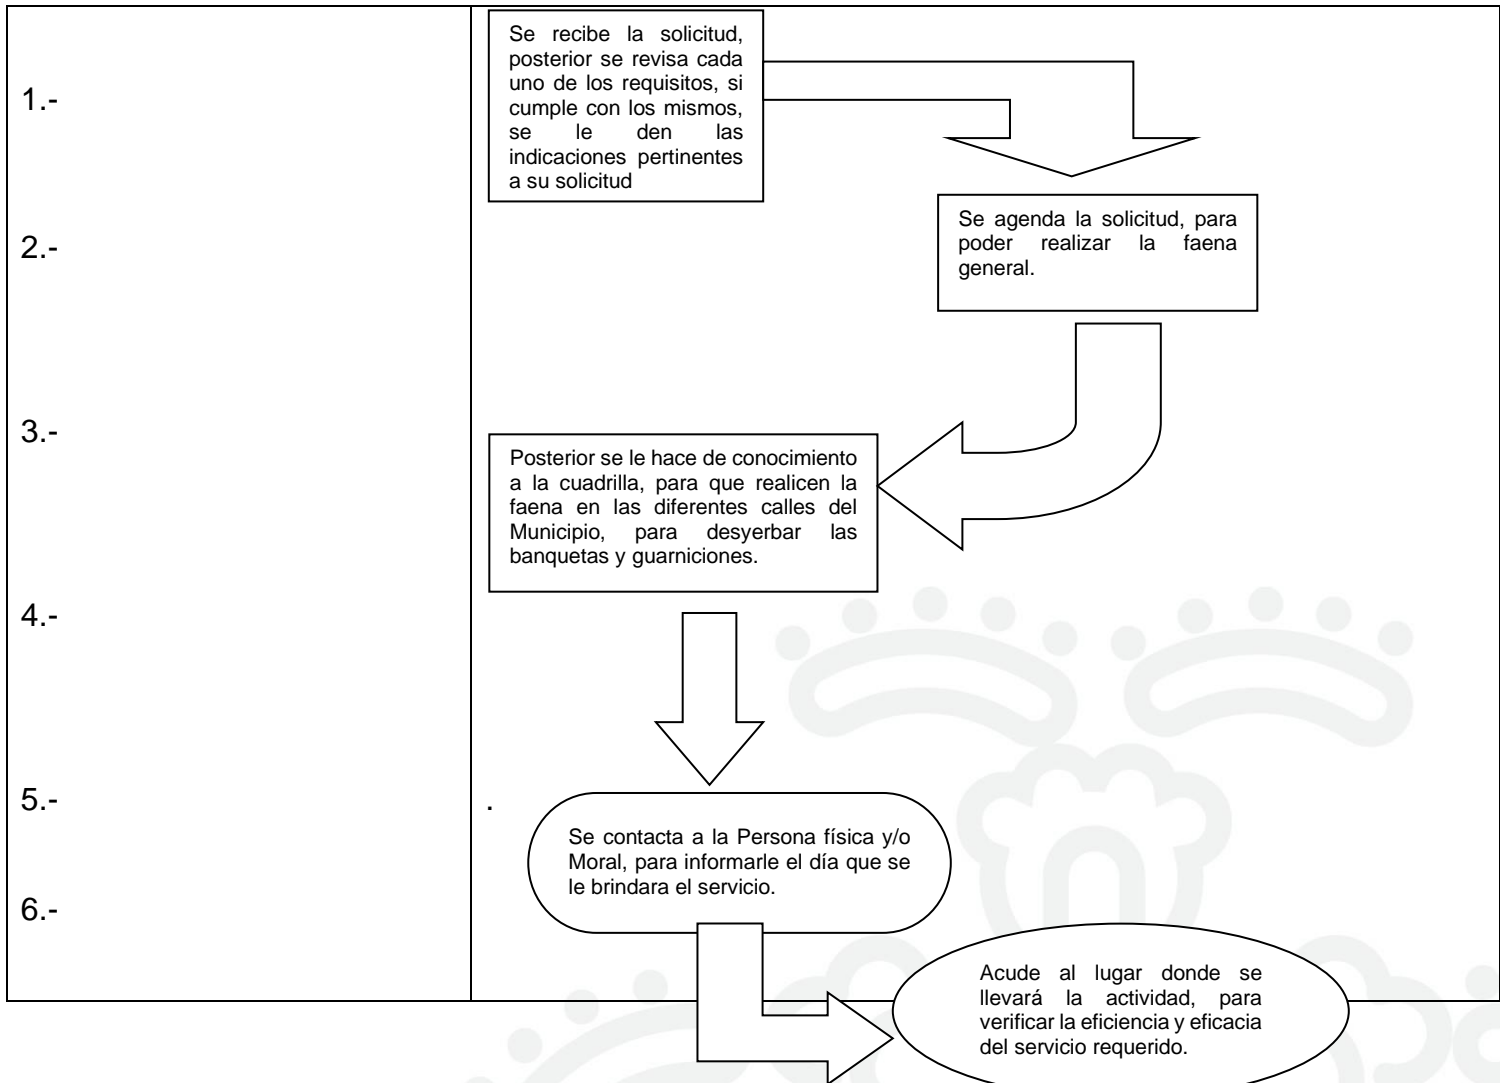 1.-
Se recibe la solicitud,
posterior se revisa cada
uno de los requisitos, si
cumple con los mismos,
se le den las
indicaciones pertinentes
a su solicitud
2.-
Se agenda la solicitud, para
poder realizar la faena
general.
3.-
Posterior se le hace de conocimiento
a la cuadrilla, para que realicen la
faena en las diferentes calles del
Municipio, para desyerbar las
banquetas y guarniciones.
4.-
5.-
.
Se contacta a la Persona física y/o
Moral, para informarle el día que se
le brindara el servicio.
6.-
Acude al lugar donde se
llevará la actividad, para
verificar la eficiencia y eficacia
del servicio requerido.